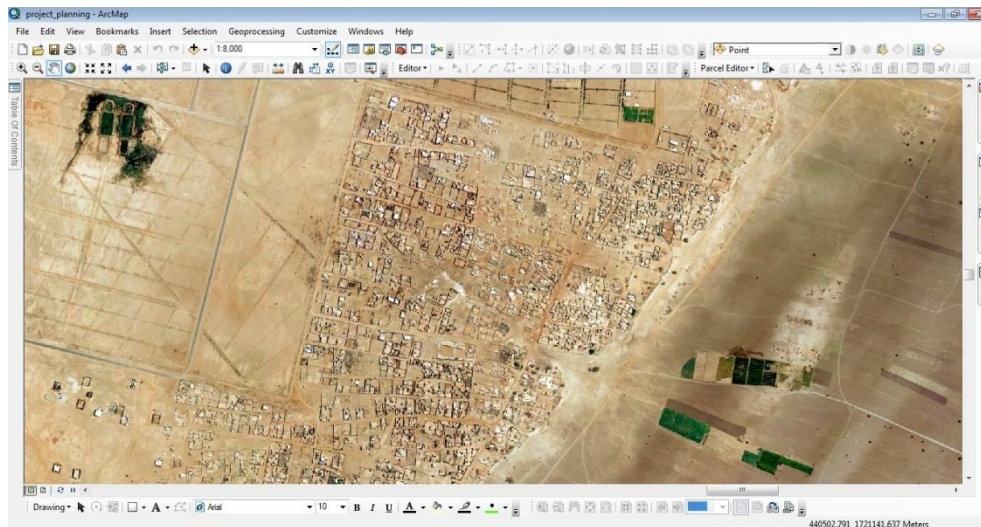 project_planning - ArcMap
File Edit View Bookmarks Insert Selection Geoprocessing Customize Windows Help
1:8,000 Point
Editor Parcel Editor
Table Of Contents
Drawing A Arial 10 B I U A
440502.791 1721141.637 Meters